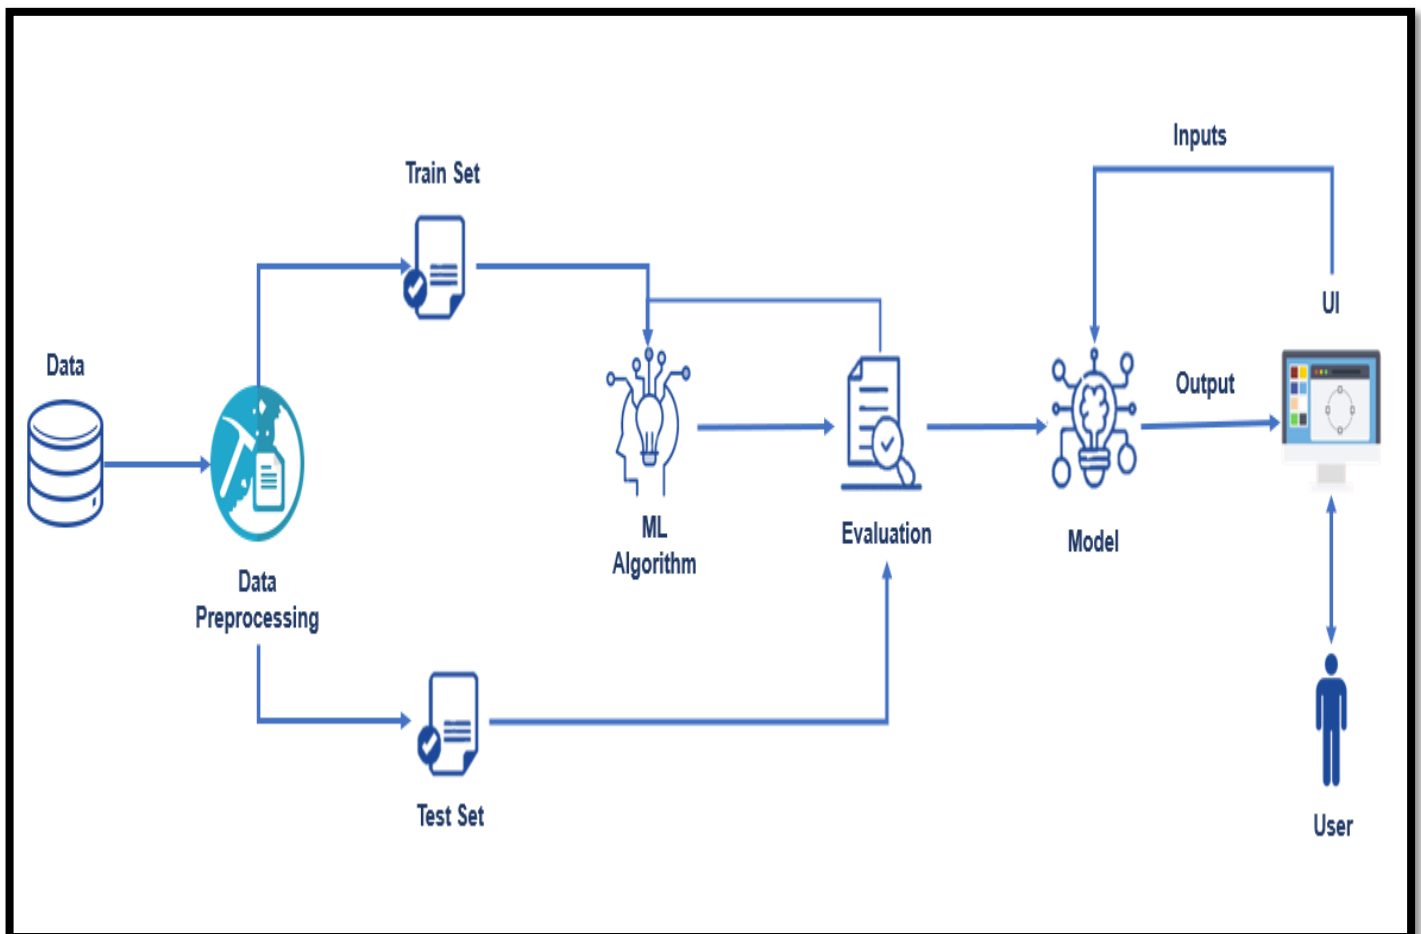 Inputs
Train Set
UI
Data
Output
ML
Algorithm
Evaluation
Model
Data
Preprocessing
Test Set
User